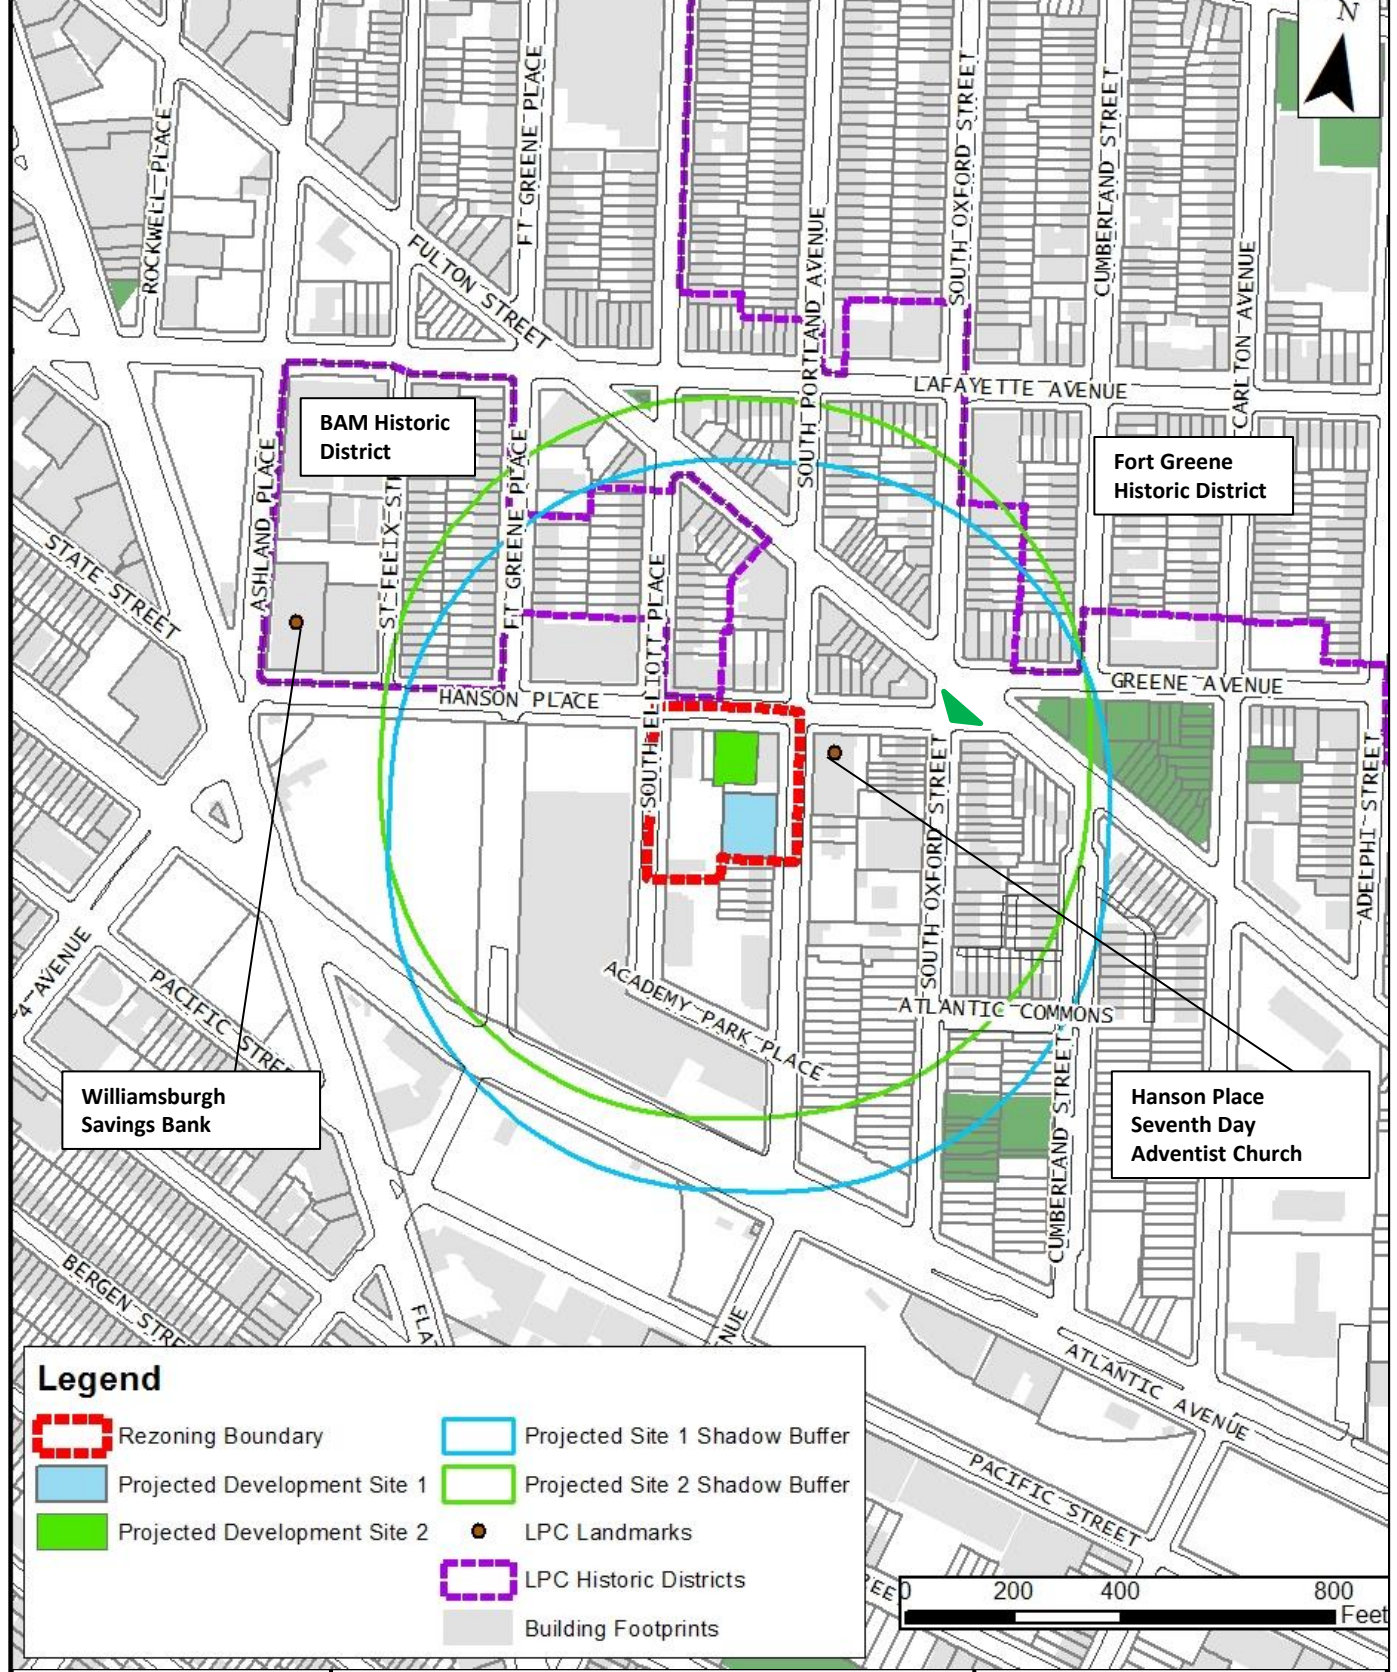 N
ROCKWELL PLACE
FT GREENE PLACE
FULTON STREET
SOUTH PORTLAND AVENUE
SOUTH OXFORD STREET
CUMBERLAND STREET
CARLTON AVENUE
LAFAYETTE AVENUE
BAM Historic
District
Fort Greene
Historic District
ASHLAND PLACE
ST FELIX ST
FT GREENE PLACE
SOUTH ELLIOTT PLACE
STATE STREET
HANSON PLACE
GREENE AVENUE
SOUTH OXFORD STREET
ADELPHI STREET
4 AVENUE
PACIFIC STREE
ACADEMY PARK PLACE
ATLANTIC COMMONS
CUMBERLAND STREET
Williamsburgh
Savings Bank
Hanson Place
Seventh Day
Adventist Church
BERGEN STRE
FLA
NUE
ATLANTIC AVENUE
PACIFIC STREET
REE
Legend
Rezoning Boundary
Projected Development Site 1
Projected Development Site 2
Projected Site 1 Shadow Buffer
Projected Site 2 Shadow Buffer
LPC Landmarks
LPC Historic Districts
Building Footprints
0 200 400 800
Feet